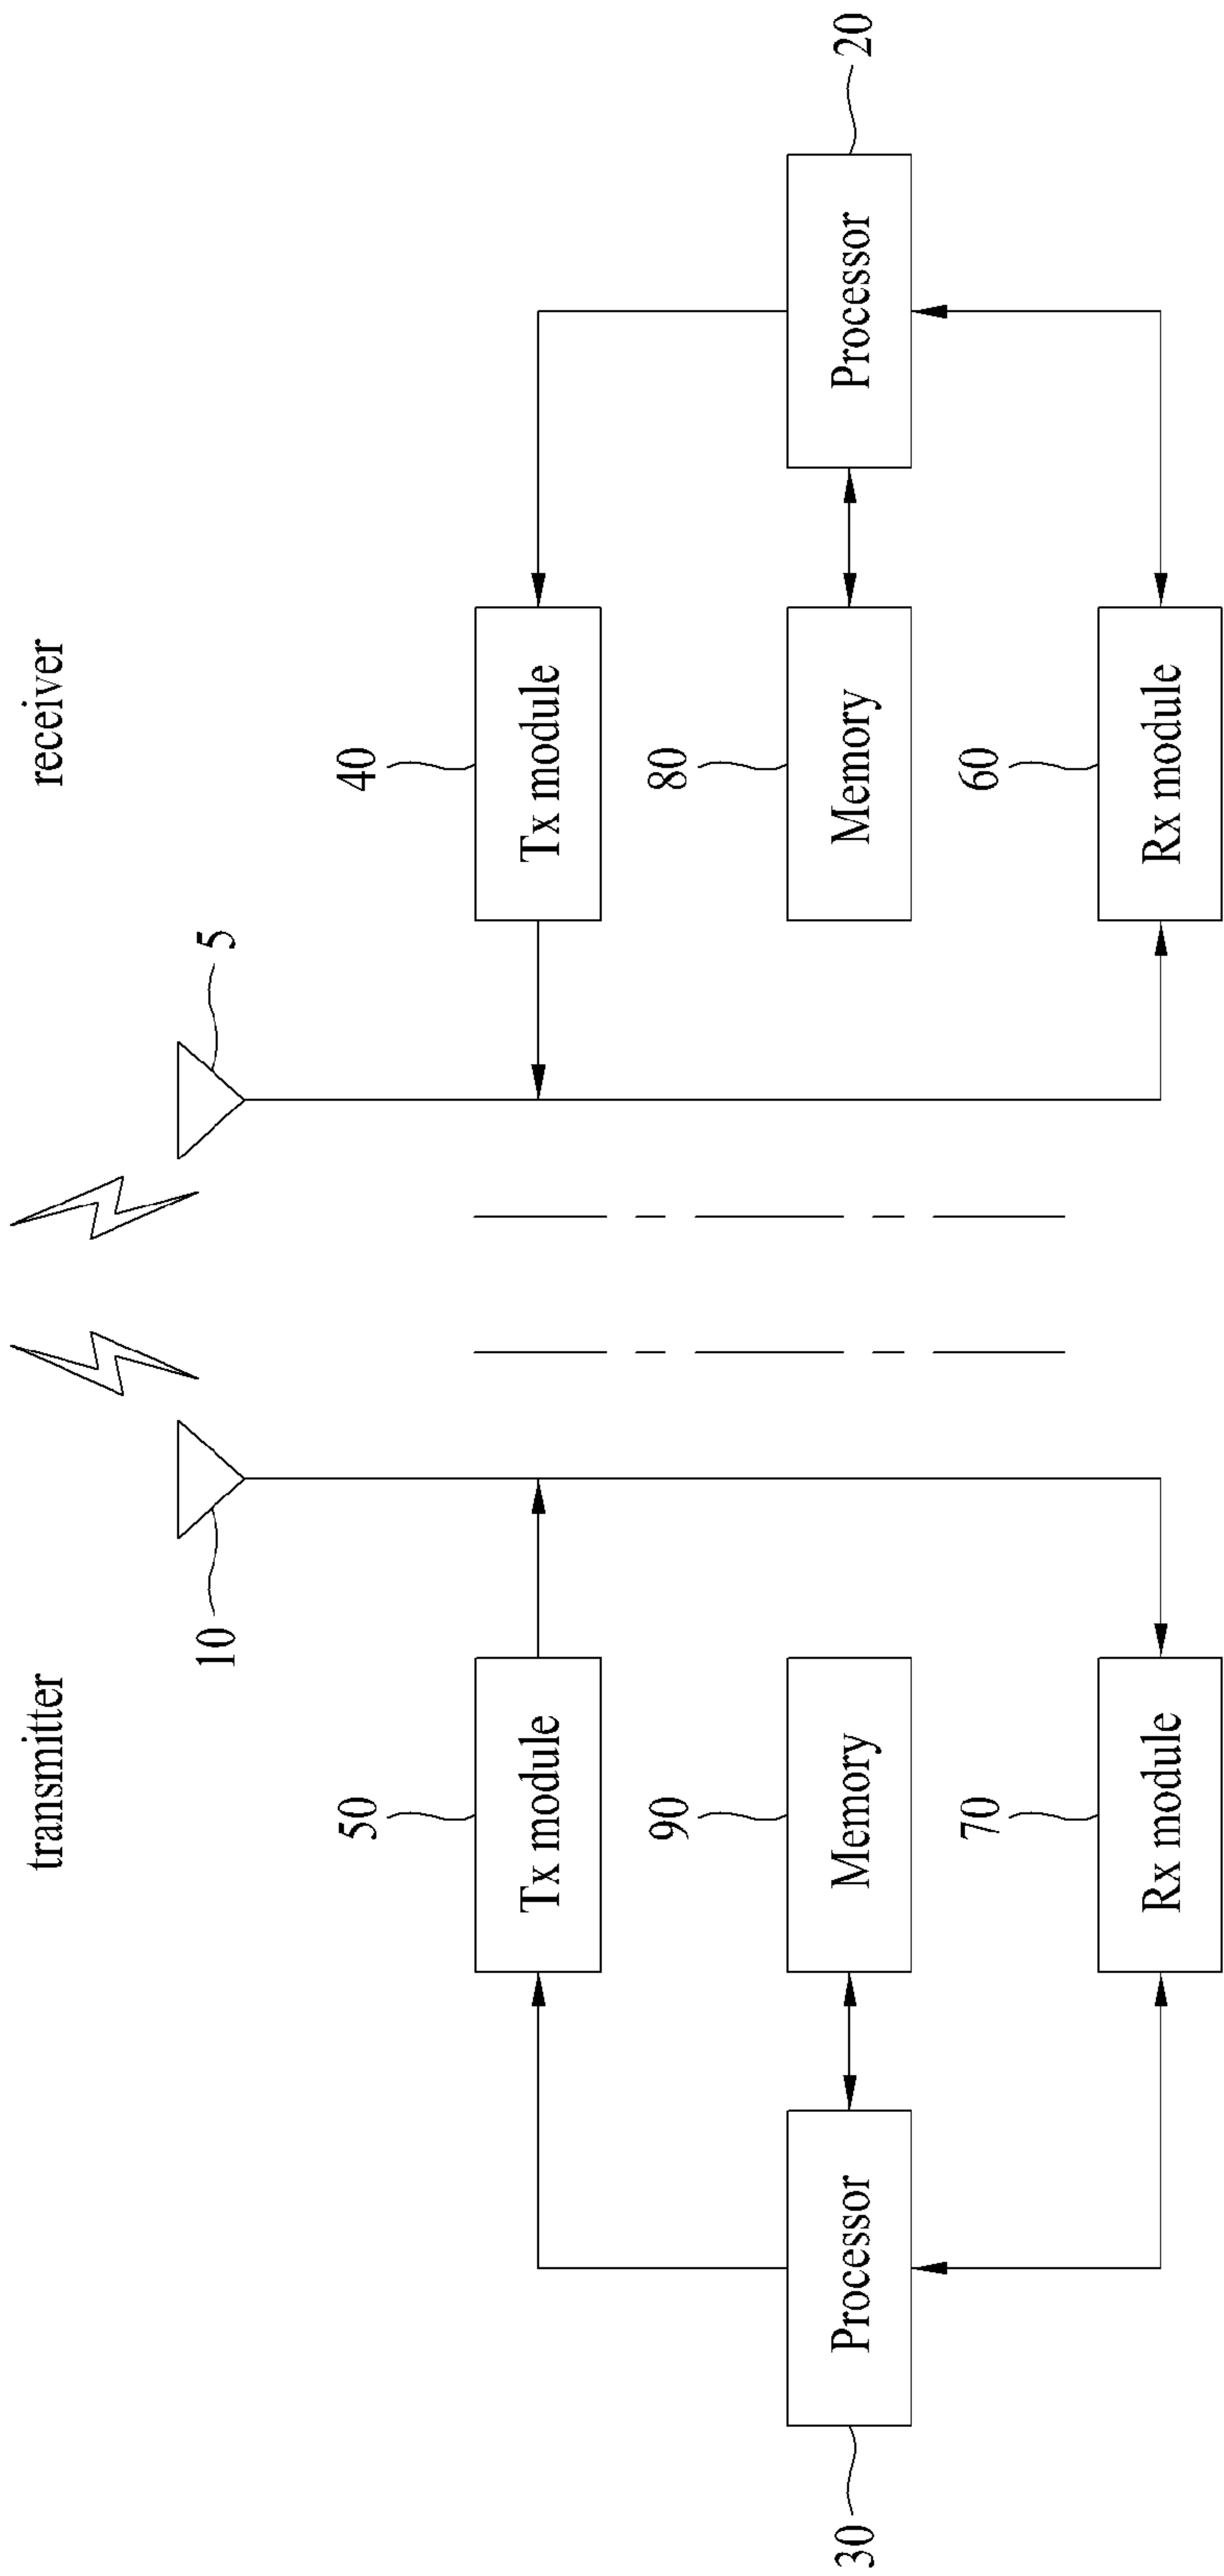 transmitter
receiver
10
5
50
40
Tx module
Tx module
30
Processor
90
Memory
80
Memory
Processor
20
70
60
Rx module
Rx module